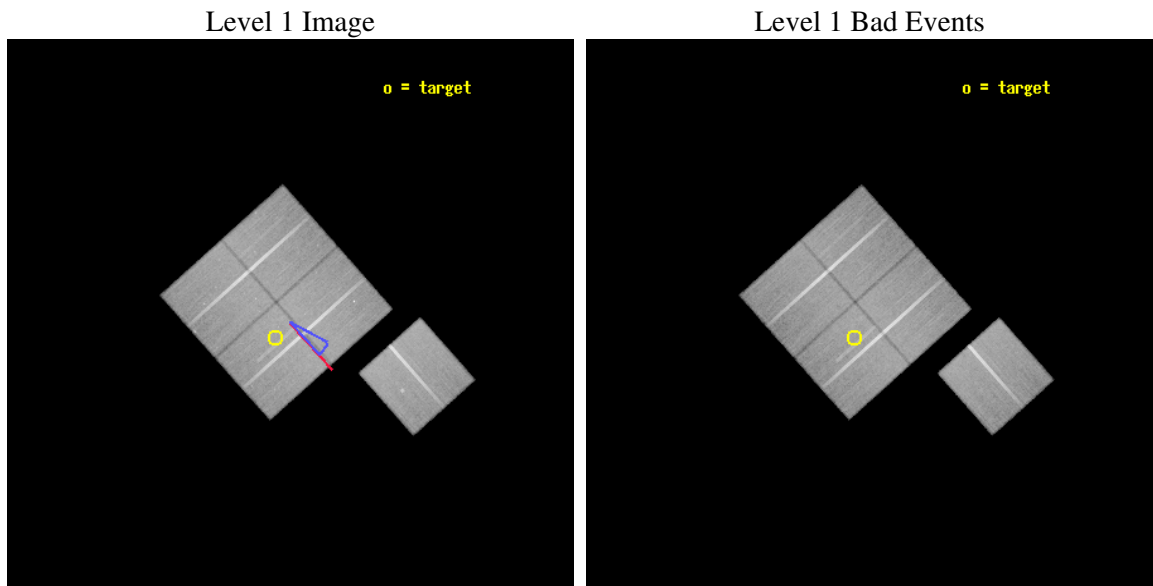 Level 1 Image
Level 1 Bad Events
o = target
o = target